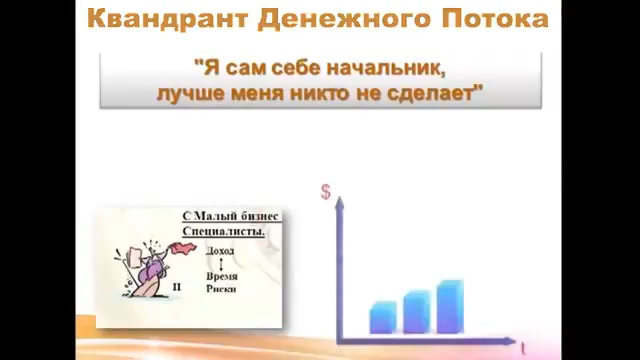 Квандрант Денежного Потока
"Я сам себе начальник,
лучше меня никто не сделает"
$
С Малый бизнес
Специалисты.
Доход
Время
II
Риски
t